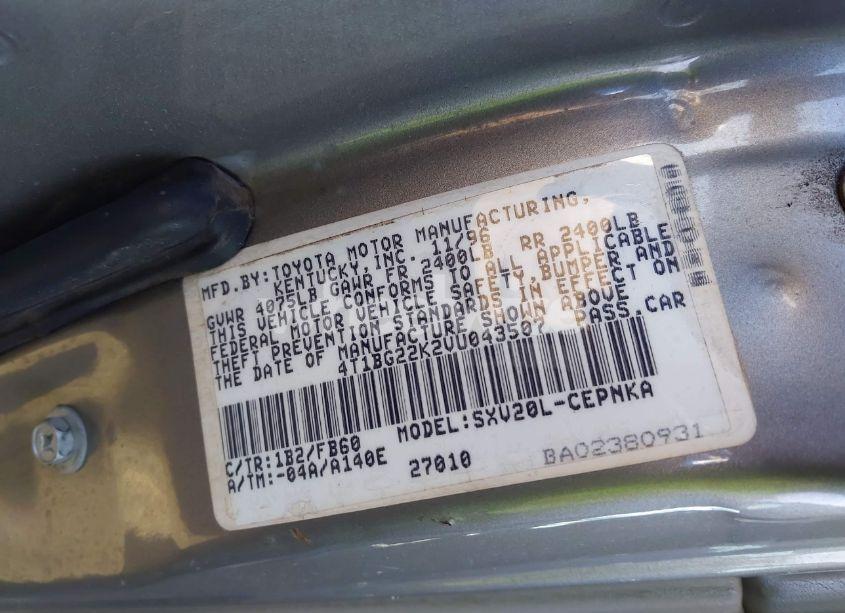 MFD.BY:TOYOTA MOTOR MANUFACTURING,
KENTUCKY,INC. 11/96
GVWR 4075LB GAWR FR 2400LB RR 2400LB
THIS VEHICLE CONFORMS TO ALL APPLICABLE
FEDERAL MOTOR VEHICLE SAFETY,BUMPER,AND
THEFT PREVENTION STANDARDS IN EFFECT ON
THE DATE OF MANUFACTURE SHOWN ABOVE.
4T1BG22K2VU043507 PASS.CAR
C/TR:1B2/FB60 MODEL:SXV20L-CEPNKA
A/TM:-04A/A140E 27010 BA02380931